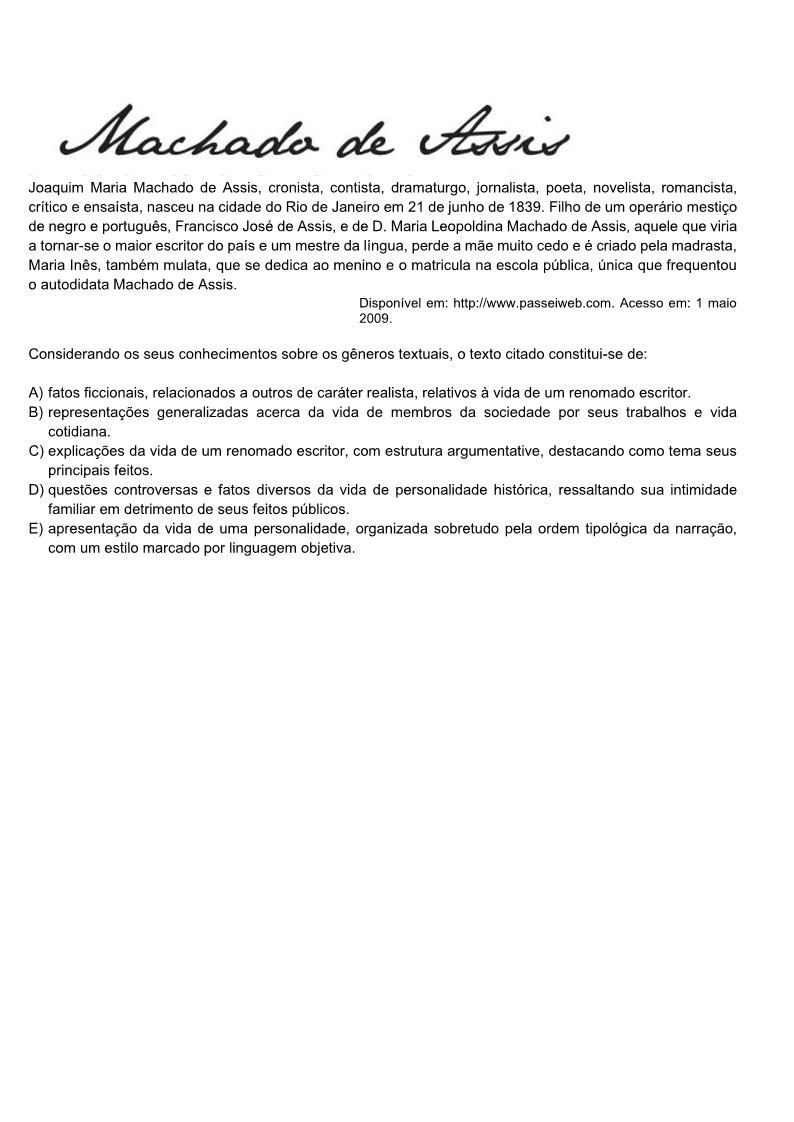 Machado de Assis
Joaquim Maria Machado de Assis, cronista, contista, dramaturgo, jornalista, poeta, novelista, romancista,
crítico e ensaísta, nasceu na cidade do Rio de Janeiro em 21 de junho de 1839. Filho de um operário mestiço
de negro e português, Francisco José de Assis, e de D. Maria Leopoldina Machado de Assis, aquele que viria
a tornar-se o maior escritor do país e um mestre da língua, perde a mãe muito cedo e é criado pela madrasta,
Maria Inês, também mulata, que se dedica ao menino e o matricula na escola pública, única que frequentou
o autodidata Machado de Assis.
Disponível em: http://www.passeiweb.com. Acesso em: 1 maio
2009.
Considerando os seus conhecimentos sobre os gêneros textuais, o texto citado constitui-se de:
A) fatos ficcionais, relacionados a outros de caráter realista, relativos à vida de um renomado escritor.
B) representações generalizadas acerca da vida de membros da sociedade por seus trabalhos e vida
cotidiana.
C) explicações da vida de um renomado escritor, com estrutura argumentative, destacando como tema seus
principais feitos.
D) questões controversas e fatos diversos da vida de personalidade histórica, ressaltando sua intimidade
familiar em detrimento de seus feitos públicos.
E) apresentação da vida de uma personalidade, organizada sobretudo pela ordem tipológica da narração,
com um estilo marcado por linguagem objetiva.